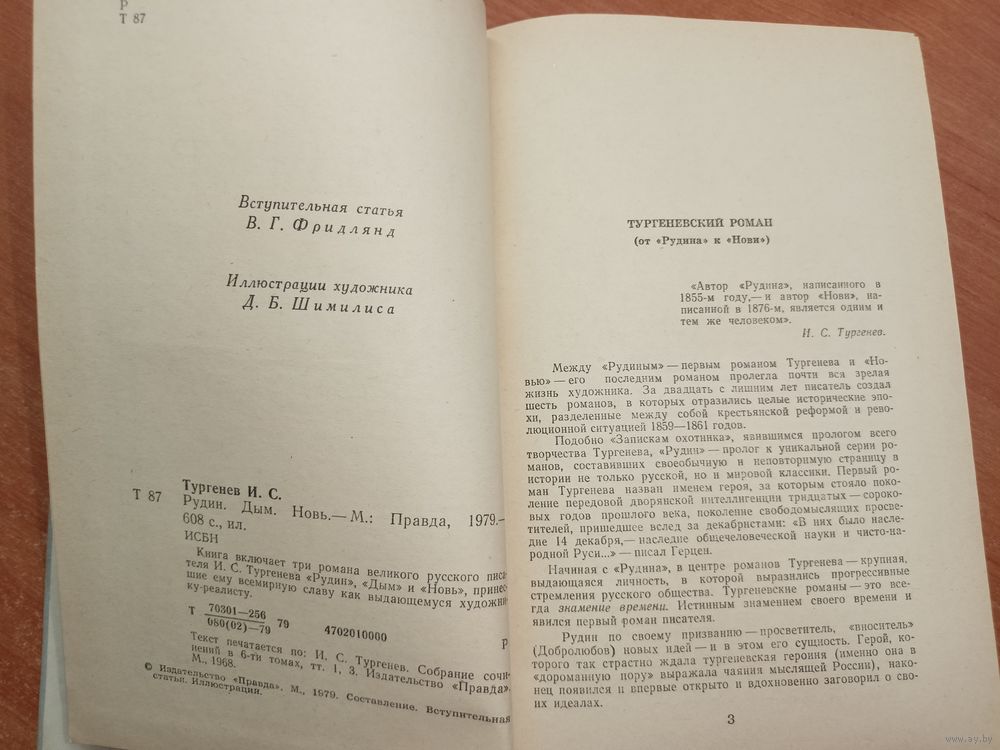 Р
Т 87
Вступительная статья
В. Г. Фридлянд
Иллюстрации художника
Д. Б. Шимилиса
Тургенев И. С.
Т 87 Рудин. Дым. Новь.— М.: Правда, 1979.—
608 с., ил.
ИСБН
Книга включает три романа великого русского писа-
теля И. С. Тургенева «Рудин», «Дым» и «Новь», принес-
шие ему всемирную славу как выдающемуся художни-
ку-реалисту.
Т 70301—256
080(02)—79 79 4702010000
Р
Текст печатается по: И. С. Тургенев. Собрание сочи-
нений в 6-ти томах, тт. 1, 3. Издательство «Правда».
М., 1968.
© Издательство «Правда». М., 1979. Составление. Вступительная
статья. Иллюстрации.
ТУРГЕНЕВСКИЙ РОМАН
(от «Рудина» к «Нови»)
«Автор «Рудина», написанного в
1855-м году,— и автор «Нови», на-
писанной в 1876-м, является одним и
тем же человеком».
И. С. Тургенев.
Между «Рудиным» — первым романом Тургенева и «Но-
вью» — его последним романом пролегла почти вся зрелая
жизнь художника. За двадцать с лишним лет писатель создал
шесть романов, в которых отразились целые исторические эпо-
хи, разделенные между собой крестьянской реформой и рево-
люционной ситуацией 1859—1861 годов.
Подобно «Запискам охотника», явившимся прологом всего
творчества Тургенева, «Рудин» — пролог к уникальной серии ро-
манов, составивших своеобычную и неповторимую страницу в
истории не только русской, но и мировой классики. Первый ро-
ман Тургенева назван именем героя, за которым стояло поко-
ление передовой дворянской интеллигенции тридцатых — сороко-
вых годов прошлого века, поколение свободомыслящих просве-
тителей, пришедшее вслед за декабристами: «В них было насле-
дие 14 декабря,— наследие общечеловеческой науки и чисто-на-
родной Руси...» — писал Герцен.
Начиная с «Рудина», в центре романов Тургенева — крупная,
выдающаяся личность, в которой выразились прогрессивные
стремления русского общества. Тургеневские романы — это все-
гда знамение времени. Истинным знамением своего времени и
явился первый роман писателя.
Рудин по своему призванию — просветитель, «вноситель»
(Добролюбов) новых идей — и в этом его сущность. Герой, ко-
торого так страстно ждала тургеневская героиня (именно она в
«дороманную пору» выражала чаяния мыслящей России), нако-
нец появился и впервые открыто и вдохновенно заговорил о сво-
их идеалах.
3
www.ay.by